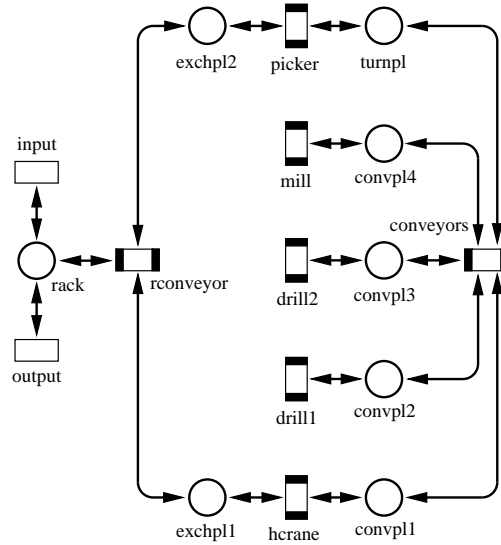 exchpl2 picker turnpl
input
mill convpl4
conveyors
rack rconveyor
drill2 convpl3
output
drill1 convpl2
exchpl1 hcrane convpl1